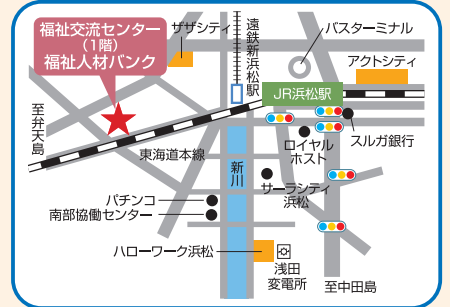 福祉交流センター
（1階）
福祉人材バンク
ザザシティ
遠鉄新浜松駅
バスターミナル
アクトシティ
JR浜松駅
至弁天島
東海道本線
新川
ロイヤル
ホスト
スルガ銀行
サーラシティ
浜松
パチンコ
南部協働センター
ハローワーク浜松
浅田
変電所
至中田島